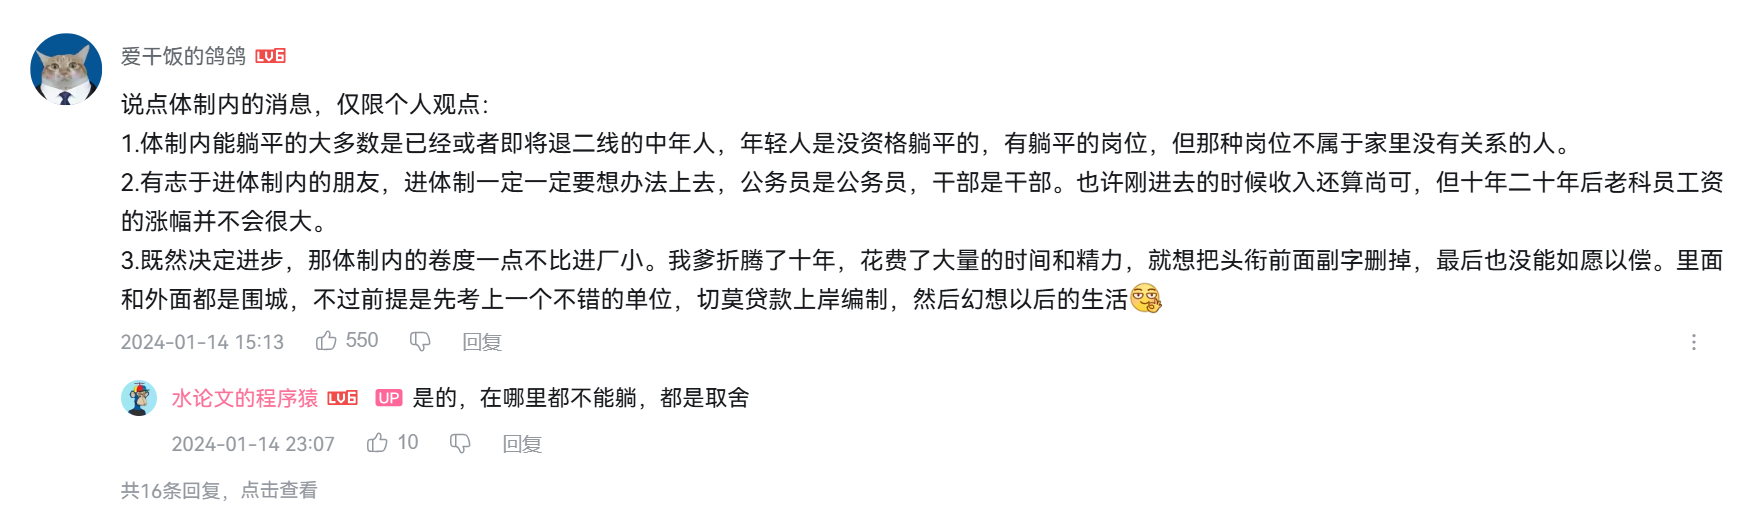 爱干饭的鸽鸽 LV6
说点体制内的消息，仅限个人观点：
1.体制内能躺平的大多数是已经或者即将退二线的中年人，年轻人是没资格躺平的，有躺平的岗位，但那种岗位不属于家里没有关系的人。
2.有志于进体制内的朋友，进体制一定一定要想办法上去，公务员是公务员，干部是干部。也许刚进去的时候收入还算尚可，但十年二十年后老科员工资
的涨幅并不会很大。
3.既然决定进步，那体制内的卷度一点不比进厂小。我爹折腾了十年，花费了大量的时间和精力，就想把头衔前面副字删掉，最后也没能如愿以偿。里面
和外面都是围城，不过前提是先考上一个不错的单位，切莫贷款上岸编制，然后幻想以后的生活
2024-01-14 15:13 550 回复
水论文的程序猿 LV6 UP 是的，在哪里都不能躺，都是取舍
2024-01-14 23:07 10 回复
共16条回复，点击查看